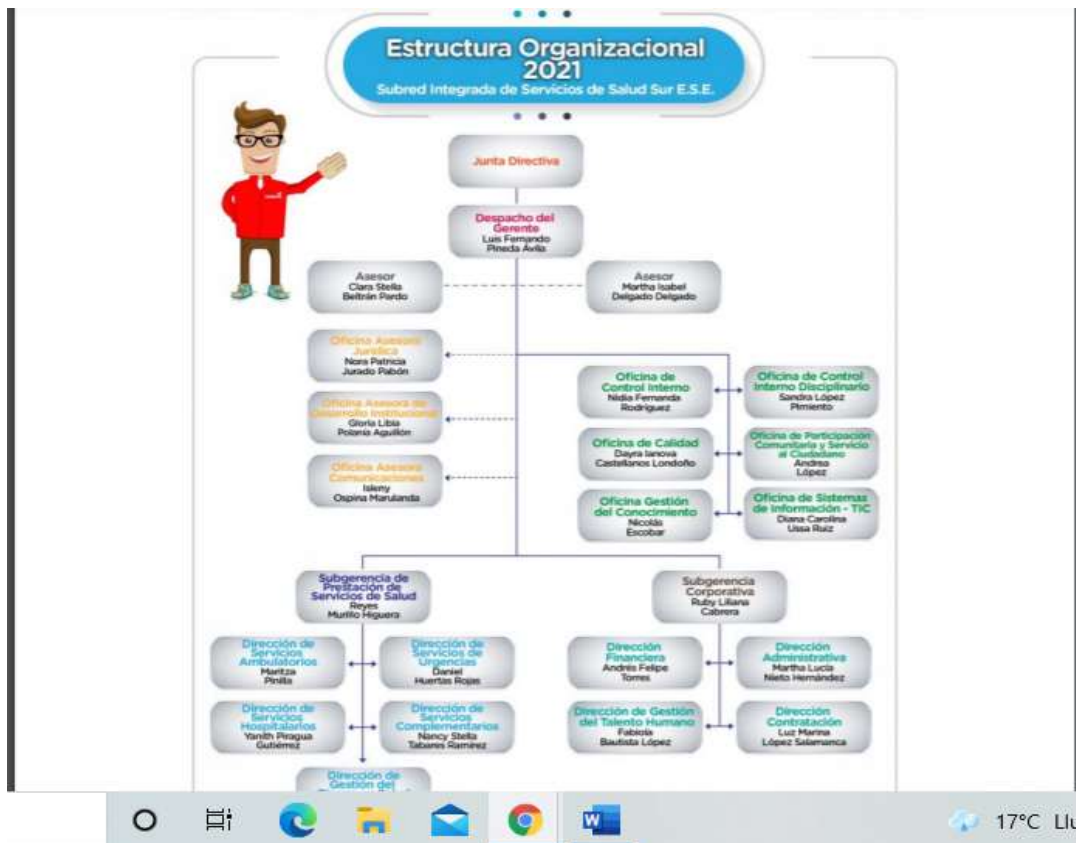 Estructura Organizacional
2021
Subred Integrada de Servicios de Salud Sur E.S.E.
Junta Directiva
Despacho del
Gerente
Luis Fernando
Pineda Ávila
Asesor
Clara Stella
Beltrán Pardo
Asesor
Martha Isabel
Delgado Delgado
Oficina Asesora
Jurídica
Nora Patricia
Jurado Pabón
Oficina Asesora de
Desarrollo Institucional
Gloria Libia
Polanía Aguillón
Oficina Asesora
Comunicaciones
Isleny
Ospina Marulanda
Oficina de
Control Interno
Nidia Fernanda
Rodríguez
Oficina de Control
Interno Disciplinario
Sandra López
Pimiento
Oficina de Calidad
Dayra Ianova
Castellanos Londoño
Oficina de Participación
Comunitaria y Servicio
al Ciudadano
Andrea
López
Oficina Gestión
del Conocimiento
Nicolás
Escobar
Oficina de Sistemas
de Información - TIC
Diana Carolina
Ussa Ruiz
Subgerencia de
Prestación de
Servicios de Salud
Reyes
Murillo Higuera
Subgerencia
Corporativa
Ruby Liliana
Cabrera
Dirección de
Servicios
Ambulatorios
Maritza
Pinilla
Dirección de
Servicios de
Urgencias
Daniel
Huertas Rojas
Dirección
Financiera
Andrés Felipe
Torres
Dirección
Administrativa
Martha Lucía
Nieto Hernández
Dirección de
Servicios
Hospitalarios
Yanith Piragua
Gutiérrez
Dirección de
Servicios
Complementarios
Nancy Stella
Tabares Ramírez
Dirección de Gestión
del Talento Humano
Fabiola
Bautista López
Dirección
Contratación
Luz Marina
López Salamanca
Dirección de
Gestión del
17°C Llu